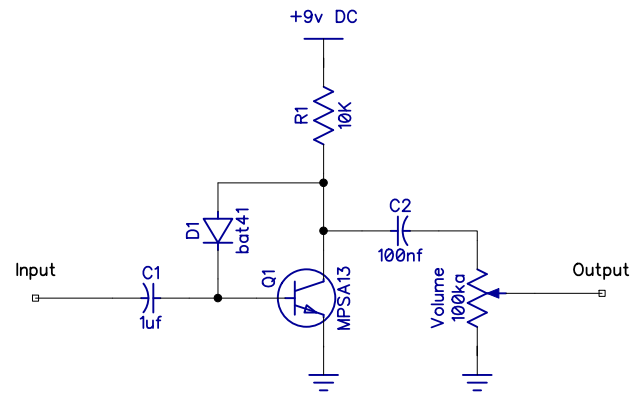 +9v DC
R1
10K
D1
bat41
C2
100nf
Input
C1
1uf
Q1
MPSA13
Volume
100ka
Output